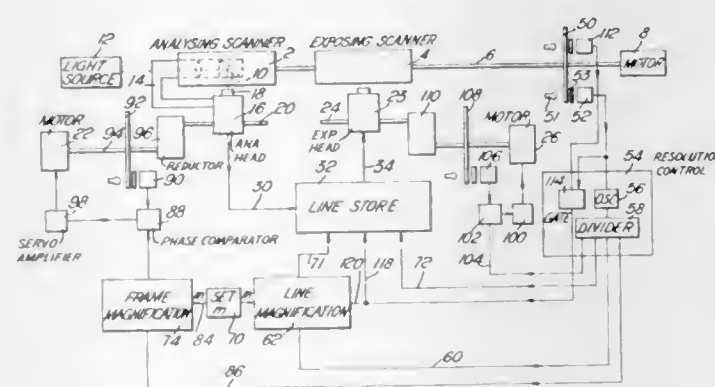 12
LIGHT
SOURCE
ANALYSING SCANNER
2
10
EXPOSING SCANNER
4
6
50
112
8
MOTOR
53
51
52
14
18
16
20
ANA
HEAD
24
23
EXP
HEAD
110
108
MOTOR
26
MOTOR
22
92
94
96
REDUCTOR
90
88
PHASE COMPARATOR
98
SERVO
AMPLIFIER
30
32
34
LINE STORE
106
102
100
104
54
RESOLUTION
CONTROL
114
GATE
OSC
56
58
DIVIDER
71
120
118
72
FRAME
MAGNIFICATION
74
m
84
SET
m
70
m
LINE
MAGNIFICATION
62
60
86